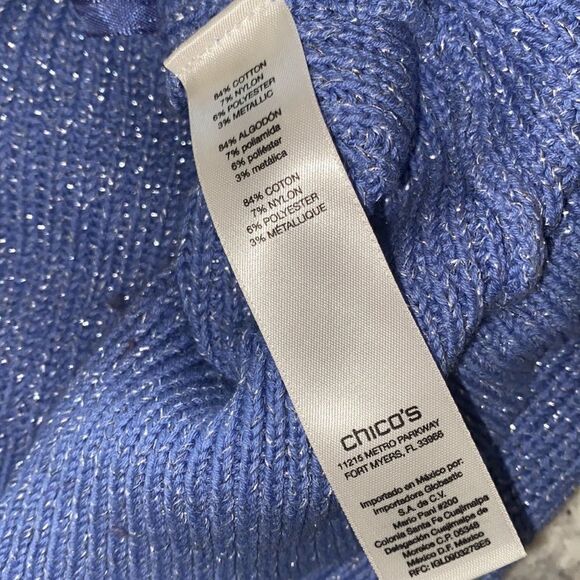 84% COTTON
7% NYLON
6% POLYESTER
3% METALLIC
84% ALGODÓN
7% poliamida
6% poliéster
3% metálica
84% COTON
7% NYLON
6% POLYESTER
3% MÉTALLIQUE
chico's
11215 METRO PARKWAY
FORT MYERS, FL 33966
Importado en México por:
Importadora Globastic
S.A. de C.V.
Mario Pani #200
Colonia Santa Fe Cuajimalpa
Delegación Cuajimalpa de
Morelos C.P. 05348
México D.F. México
RFC: